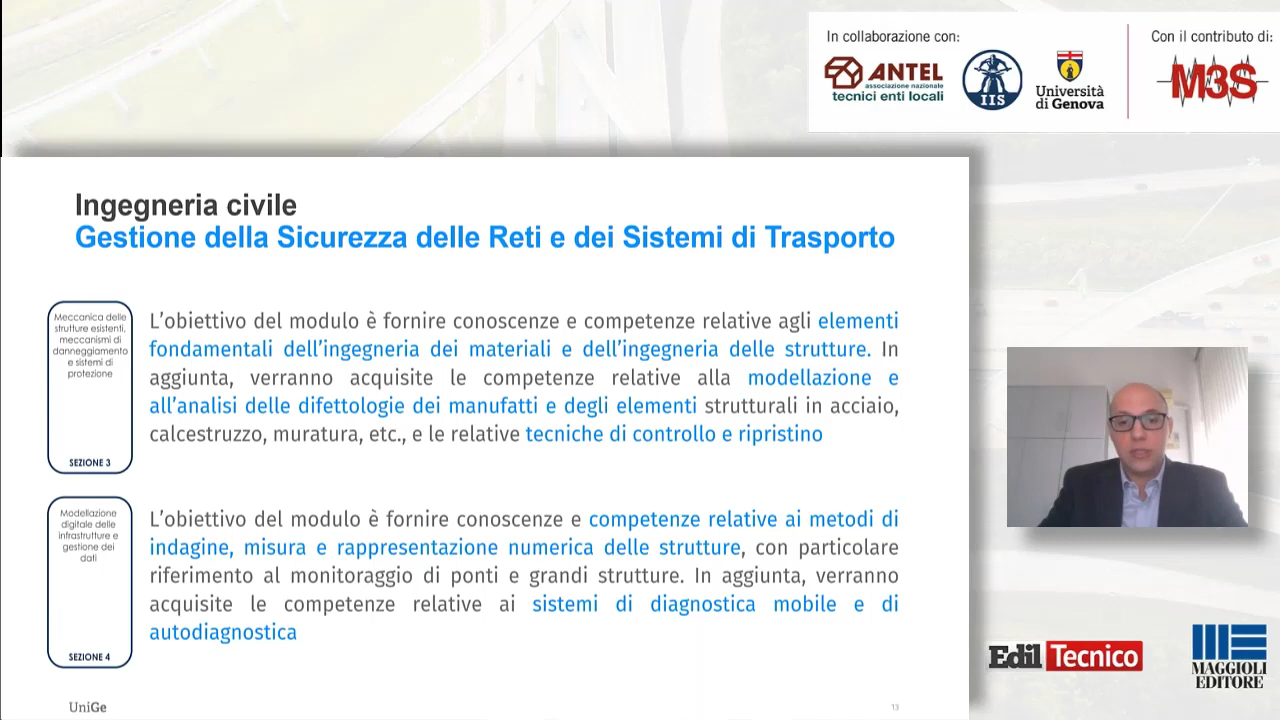 In collaborazione con:
Con il contributo di:
ANTEL
associazione nazionale
tecnici enti locali
IIS
Università
di Genova
M3S
Ingegneria civile
Gestione della Sicurezza delle Reti e dei Sistemi di Trasporto
Meccanica delle
strutture esistenti,
meccanismi di
danneggiamento
e sistemi di
protezione
SEZIONE 3
L'obiettivo del modulo è fornire conoscenze e competenze relative agli elementi
fondamentali dell'ingegneria dei materiali e dell'ingegneria delle strutture. In
aggiunta, verranno acquisite le competenze relative alla modellazione e
all'analisi delle difettologie dei manufatti e degli elementi strutturali in acciaio,
calcestruzzo, muratura, etc., e le relative tecniche di controllo e ripristino
Modellazione
digitale delle
infrastrutture e
gestione dei
dati
SEZIONE 4
L'obiettivo del modulo è fornire conoscenze e competenze relative ai metodi di
indagine, misura e rappresentazione numerica delle strutture, con particolare
riferimento al monitoraggio di ponti e grandi strutture. In aggiunta, verranno
acquisite le competenze relative ai sistemi di diagnostica mobile e di
autodiagnostica
UniGe
13
Edil Tecnico
MAGGIOLI
EDITORE